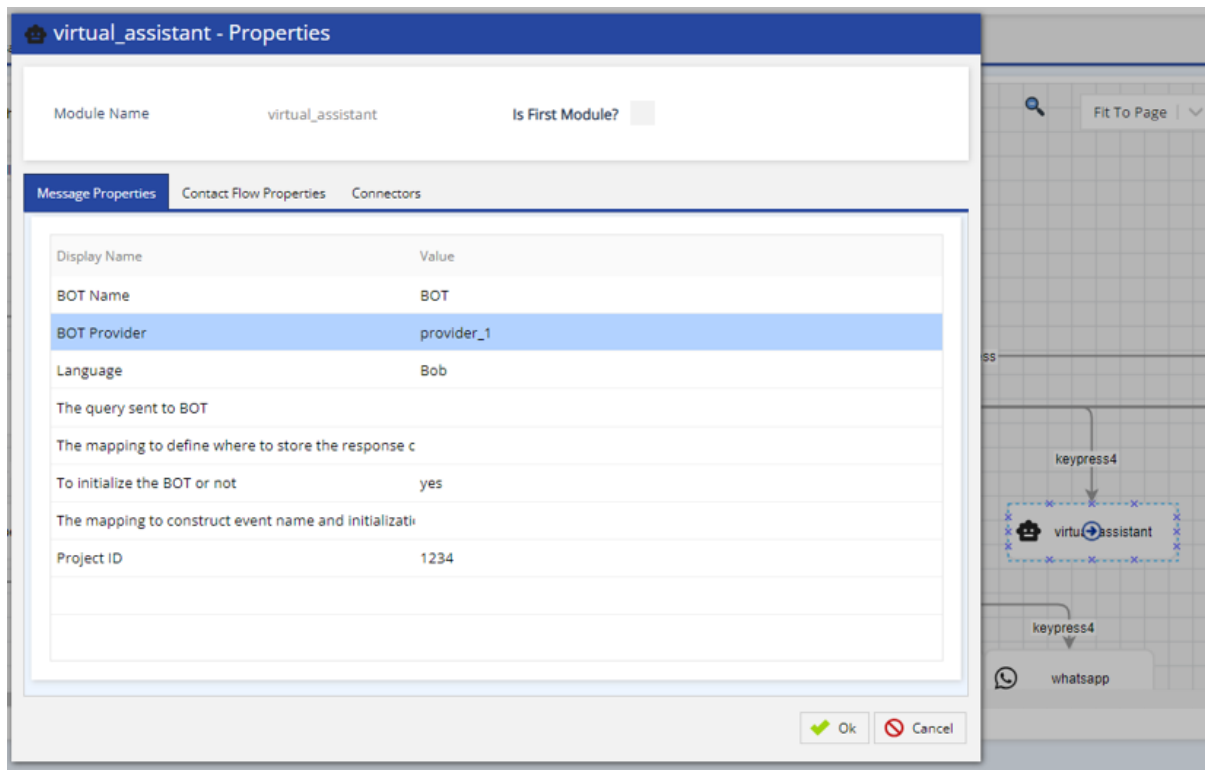 virtual_assistant - Properties
Module Name virtual_assistant Is First Module?
Fit To Page
Message Properties Contact Flow Properties Connectors
Display Name Value
BOT Name BOT
BOT Provider provider_1
Language Bob
The query sent to BOT
The mapping to define where to store the response c
To initialize the BOT or not yes
The mapping to construct event name and initializati
Project ID 1234
ss
keypress4
virtu assistant
keypress4
whatsapp
Ok Cancel